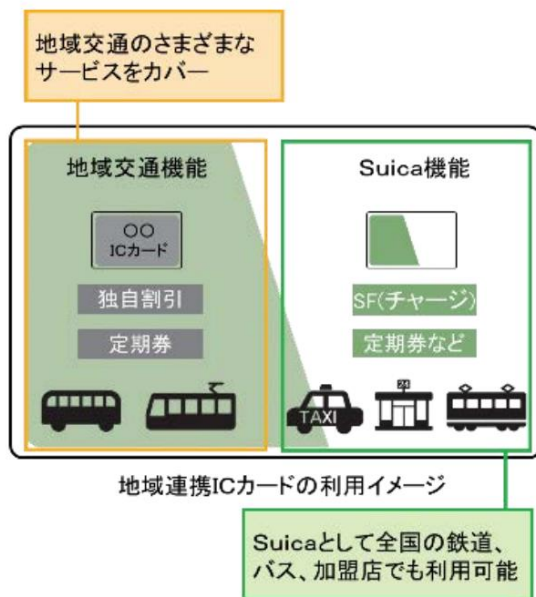 地域交通のさまざまな
サービスをカバー
地域交通機能
○○
ICカード
独自割引
定期券
Suica機能
SF(チャージ)
定期券など
TAXI
地域連携ICカードの利用イメージ
Suicaとして全国の鉄道、
バス、加盟店でも利用可能